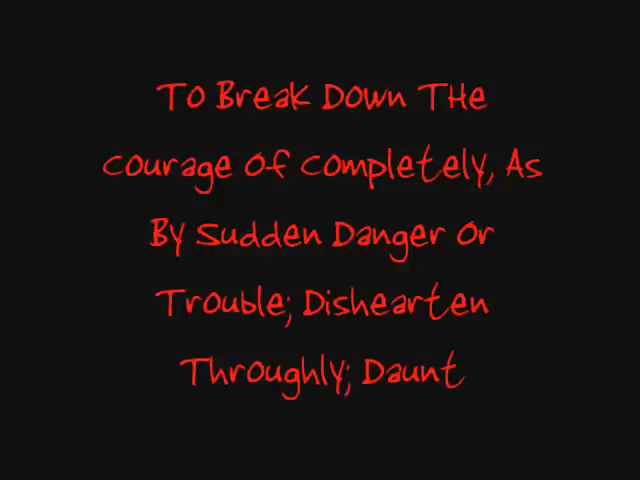 To Break Down The
courage of completely, As
By Sudden Danger or
Trouble; Dishearten
Throughly; Daunt